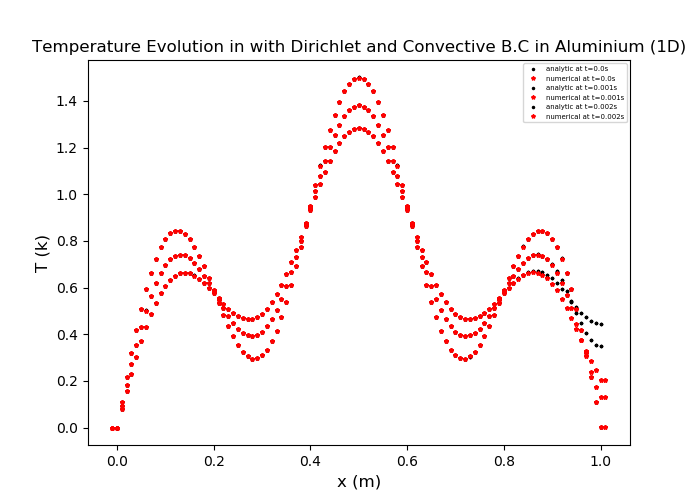 Temperature Evolution in with Dirichlet and Convective B.C in Aluminium (1D)
analytic at t=0.0s
numerical at t=0.0s
analytic at t=0.001s
numerical at t=0.001s
analytic at t=0.002s
numerical at t=0.002s
1.4
1.2
1.0
0.8
0.6
0.4
0.2
0.0
T (k)
0.0 0.2 0.4 0.6 0.8 1.0
x (m)